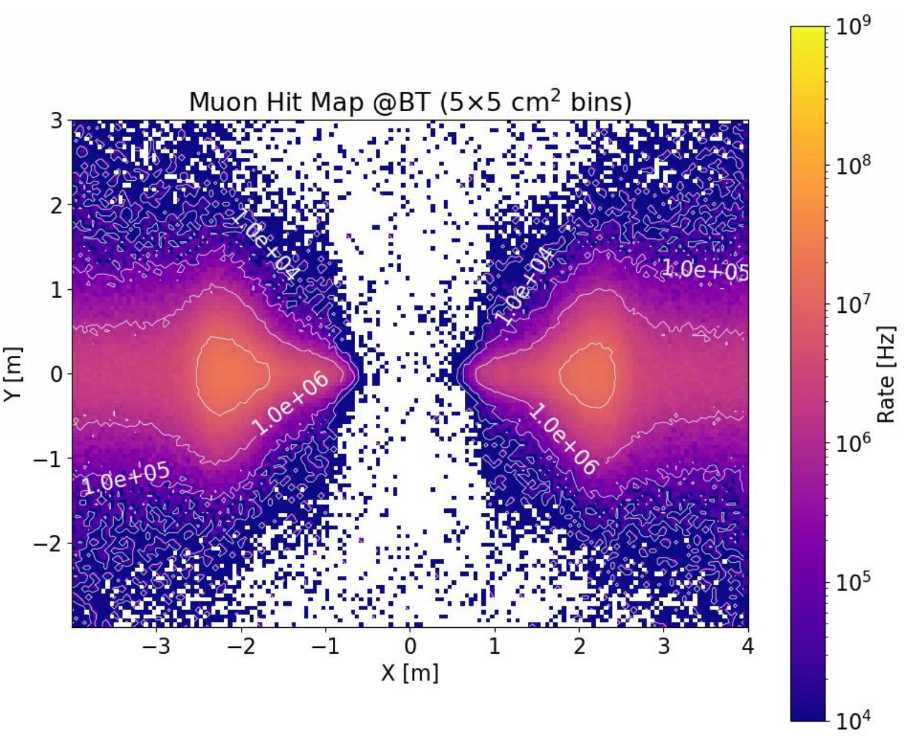 Muon Hit Map @BT (5×5 cm² bins)
10⁹
10⁸
10⁷
10⁶
10⁵
10⁴
Rate [Hz]
3
2
1
0
−1
−2
Y [m]
1.0e+04
1.0e+04
1.0e+05
1.0e+06
1.0e+06
1.0e+05
−3
−2
−1
0
1
2
3
4
X [m]